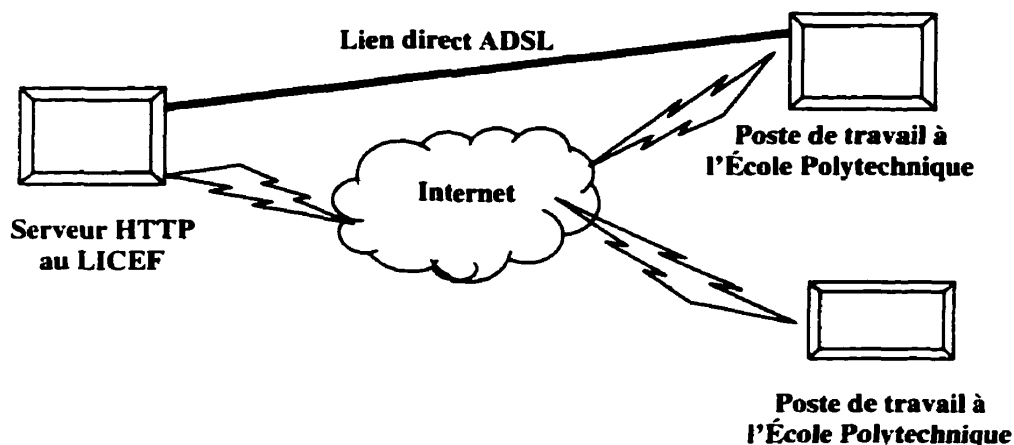 Lien direct ADSL
Poste de travail à
l'École Polytechnique
Internet
Serveur HTTP
au LICEF
Poste de travail à
l'École Polytechnique